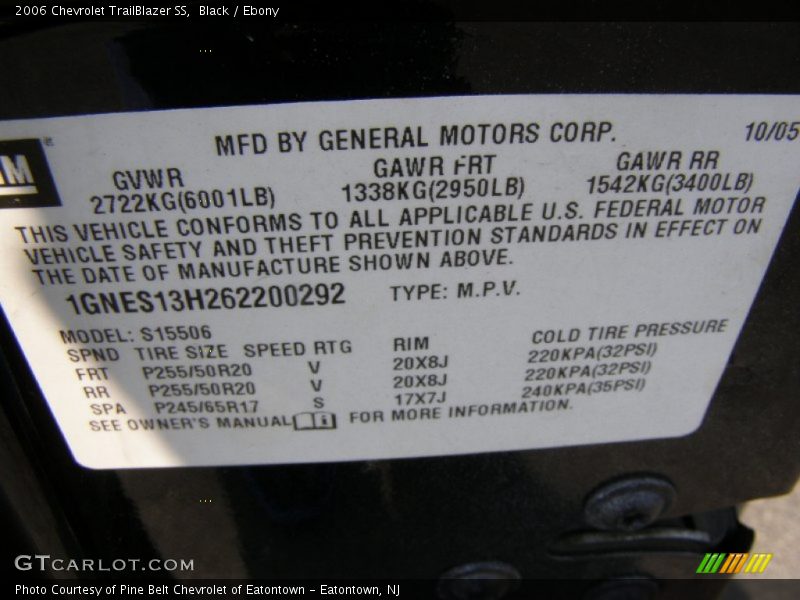 2006 Chevrolet TrailBlazer SS,  Black / Ebony
MFD BY GENERAL MOTORS CORP.
10/05
GM
GVWR
2722KG(6001LB)
GAWR FRT
1338KG(2950LB)
GAWR RR
1542KG(3400LB)
THIS VEHICLE CONFORMS TO ALL APPLICABLE U.S. FEDERAL MOTOR
VEHICLE SAFETY AND THEFT PREVENTION STANDARDS IN EFFECT ON
THE DATE OF MANUFACTURE SHOWN ABOVE.
1GNES13H262200292 TYPE: M.P.V.
MODEL: S15506
SPND TIRE SIZE SPEED RTG RIM COLD TIRE PRESSURE
FRT P255/50R20 V 20X8J 220KPA(32PSI)
RR P255/50R20 V 20X8J 220KPA(32PSI)
SPA P245/65R17 S 17X7J 240KPA(35PSI)
SEE OWNER'S MANUAL FOR MORE INFORMATION.
GTCARLOT.COM
Photo Courtesy of Pine Belt Chevrolet of Eatontown – Eatontown, NJ